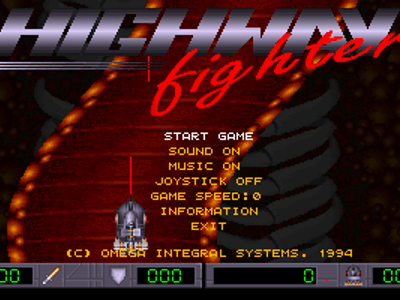 HIGHWAY
fighter
START GAME
SOUND ON
MUSIC ON
JOYSTICK OFF
GAME SPEED:0
INFORMATION
EXIT
(C) OMEGA INTEGRAL SYSTEMS. 1994
00 000 0 00